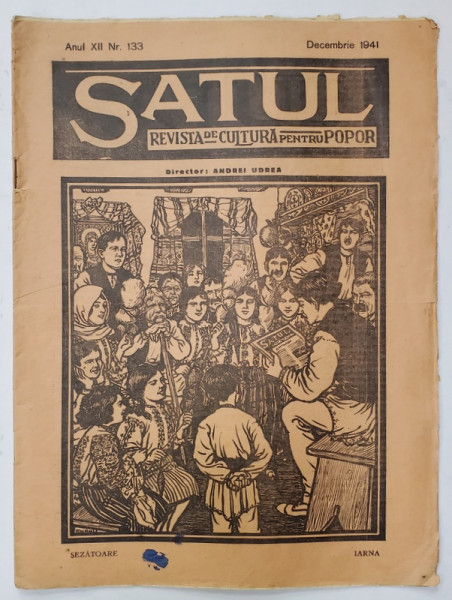 Anul XII Nr. 133
Decembrie 1941
SATUL
REVISTA DE CULTURA PENTRU POPOR
Director: ANDREI UDREA
ȘEZĂTOARE
IARNA